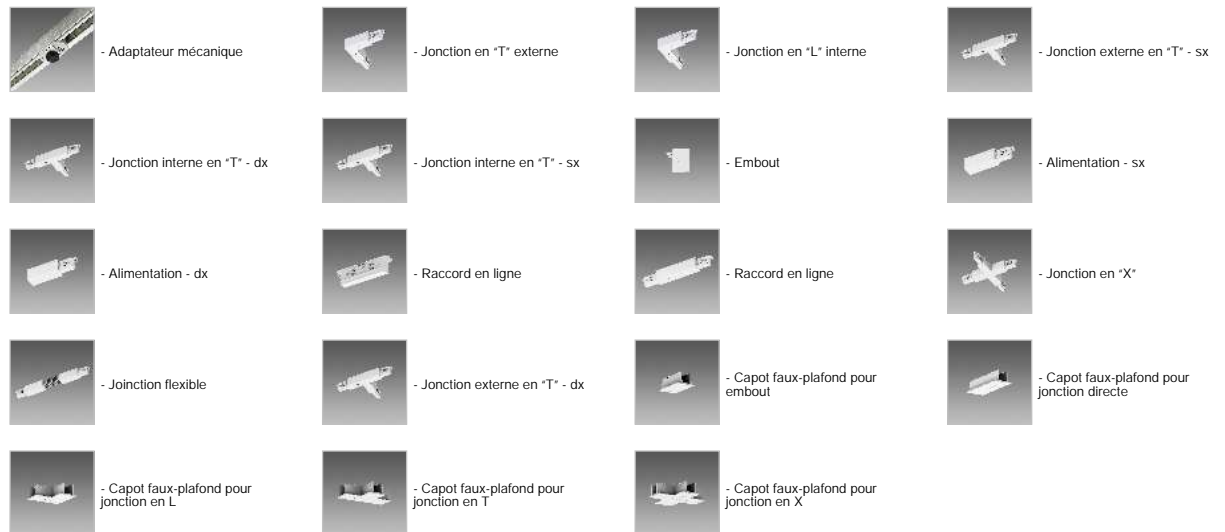 - Adaptateur mécanique
- Jonction en "T" externe
- Jonction en "L" interne
- Jonction externe en "T" - sx
- Jonction interne en "T" - dx
- Jonction interne en "T" - sx
- Embout
- Alimentation - sx
- Alimentation - dx
- Raccord en ligne
- Raccord en ligne
- Jonction en "X"
- Joinction flexible
- Jonction externe en "T" - dx
- Capot faux-plafond pour
embout
- Capot faux-plafond pour
jonction directe
- Capot faux-plafond pour
jonction en L
- Capot faux-plafond pour
jonction en T
- Capot faux-plafond pour
jonction en X